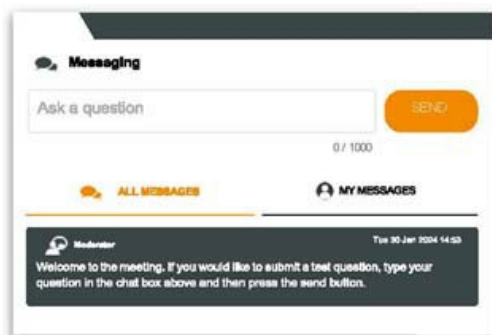 Messaging
Ask a question
SEND
0 / 1000
ALL MESSAGES
MY MESSAGES
Moderator
Tue 30 Jan 2024 14:53
Welcome to the meeting. If you would like to submit a test question, type your
question in the chat box above and then press the send button.